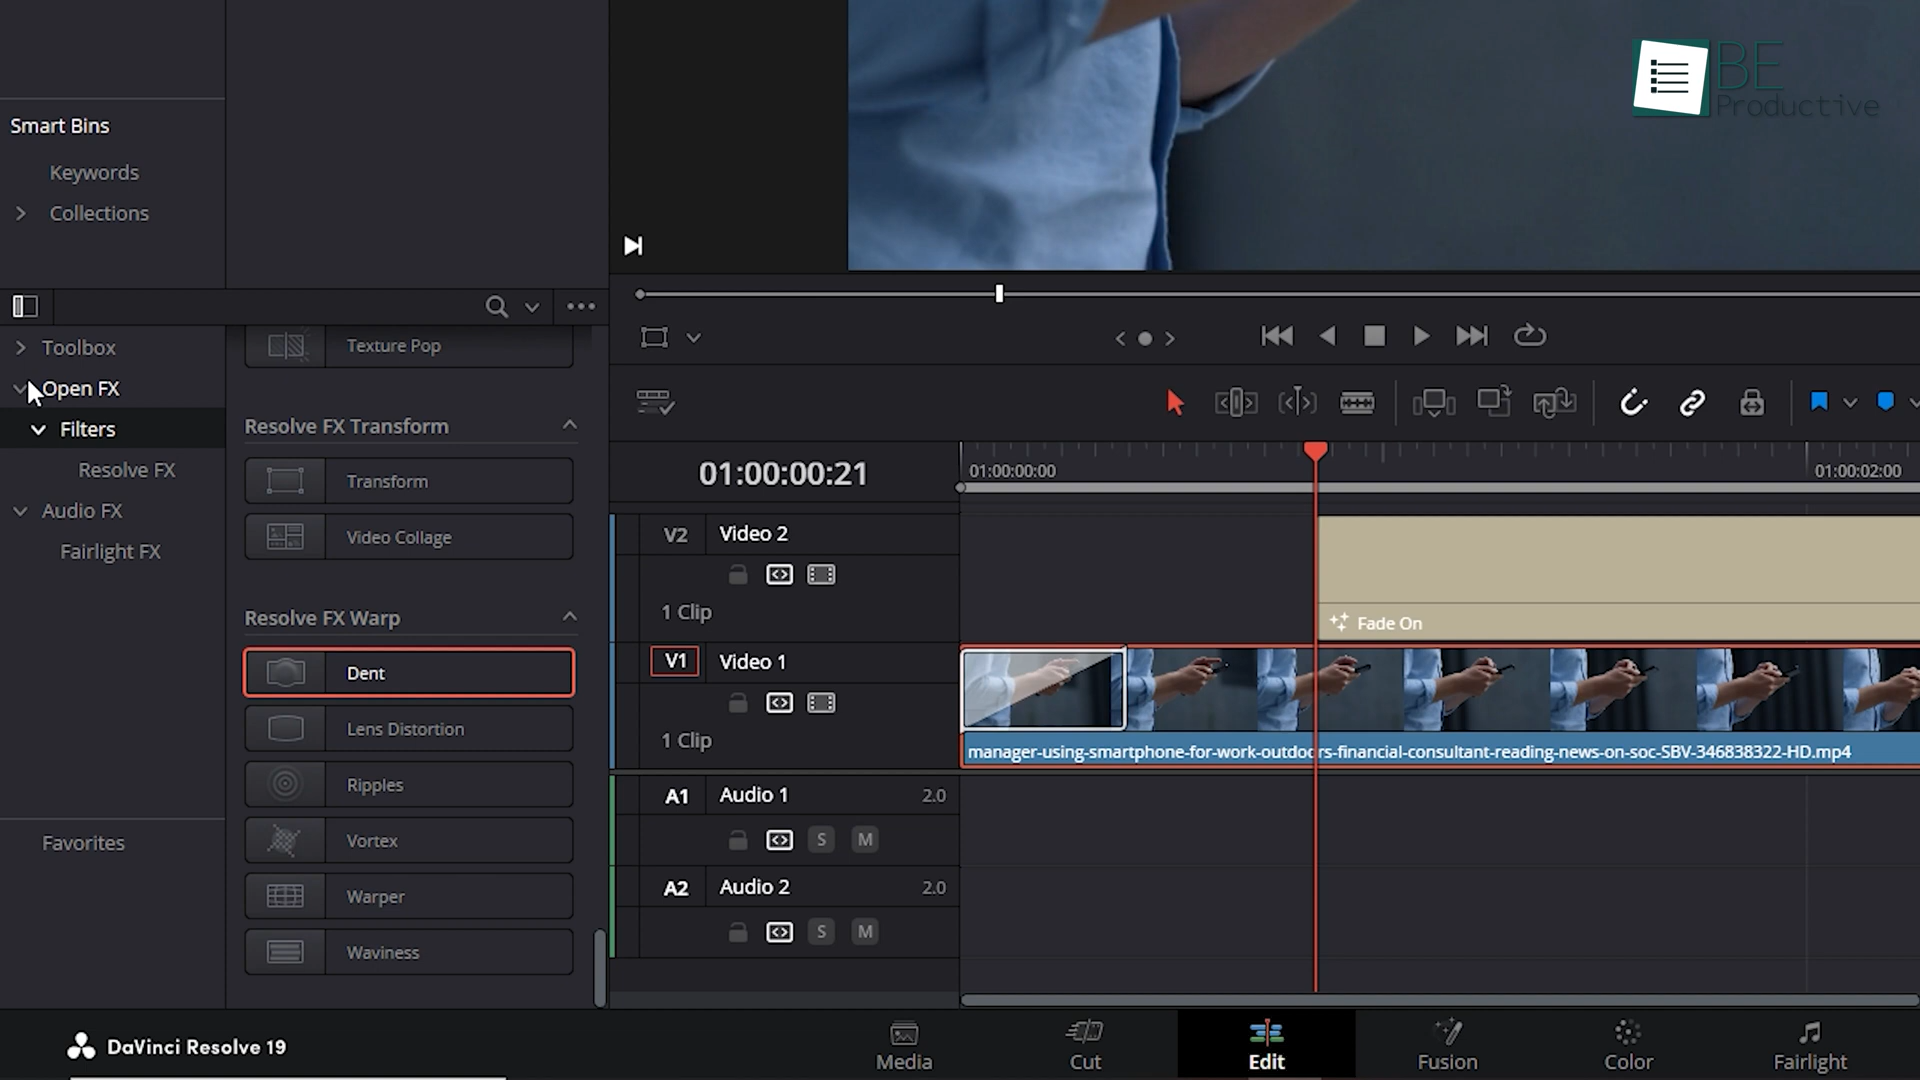 BE
Productive
Smart Bins
Keywords
Collections
Toolbox
Open FX
Filters
Resolve FX
Audio FX
Fairlight FX
Favorites
Texture Pop
Resolve FX Transform
Transform
Video Collage
Resolve FX Warp
Dent
Lens Distortion
Ripples
Vortex
Warper
Waviness
01:00:00:21
01:00:00:00
01:00:02:00
V2 Video 2
1 Clip
Fade On
V1 Video 1
1 Clip
manager-using-smartphone-for-work-outdoors-financial-consultant-reading-news-on-soc-SBV-346838322-HD.mp4
A1 Audio 1 2.0
S M
A2 Audio 2 2.0
S M
DaVinci Resolve 19
Media
Cut
Edit
Fusion
Color
Fairlight